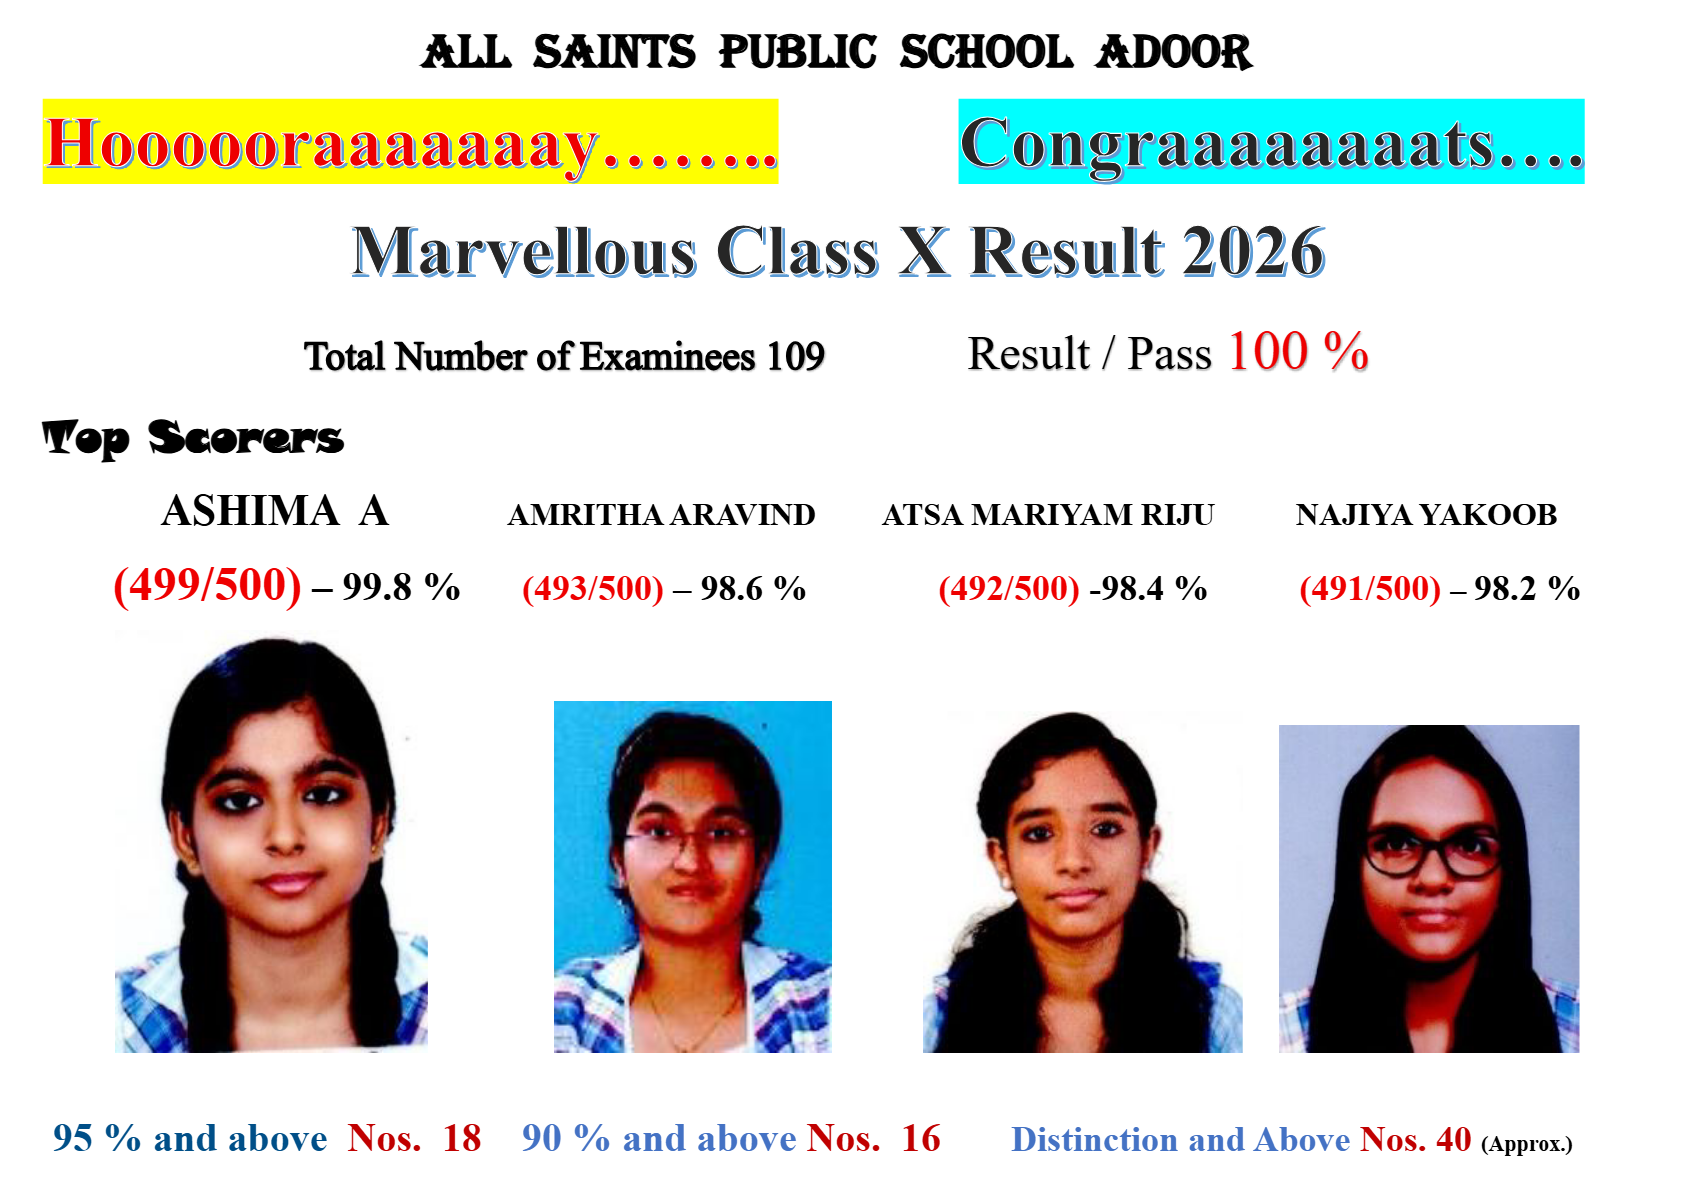 ALL SAINTS PUBLIC SCHOOL ADOOR
Hoooooraaaaaaay……..
Congraaaaaaaats….
Marvellous Class X Result 2026
Total Number of Examinees 109
Result / Pass 100 %
Top Scorers
ASHIMA A
AMRITHA ARAVIND
ATSA MARIYAM RIJU
NAJIYA YAKOOB
(499/500) – 99.8 %
(493/500) – 98.6 %
(492/500) -98.4 %
(491/500) – 98.2 %
95 % and above Nos. 18
90 % and above Nos. 16
Distinction and Above Nos. 40 (Approx.)